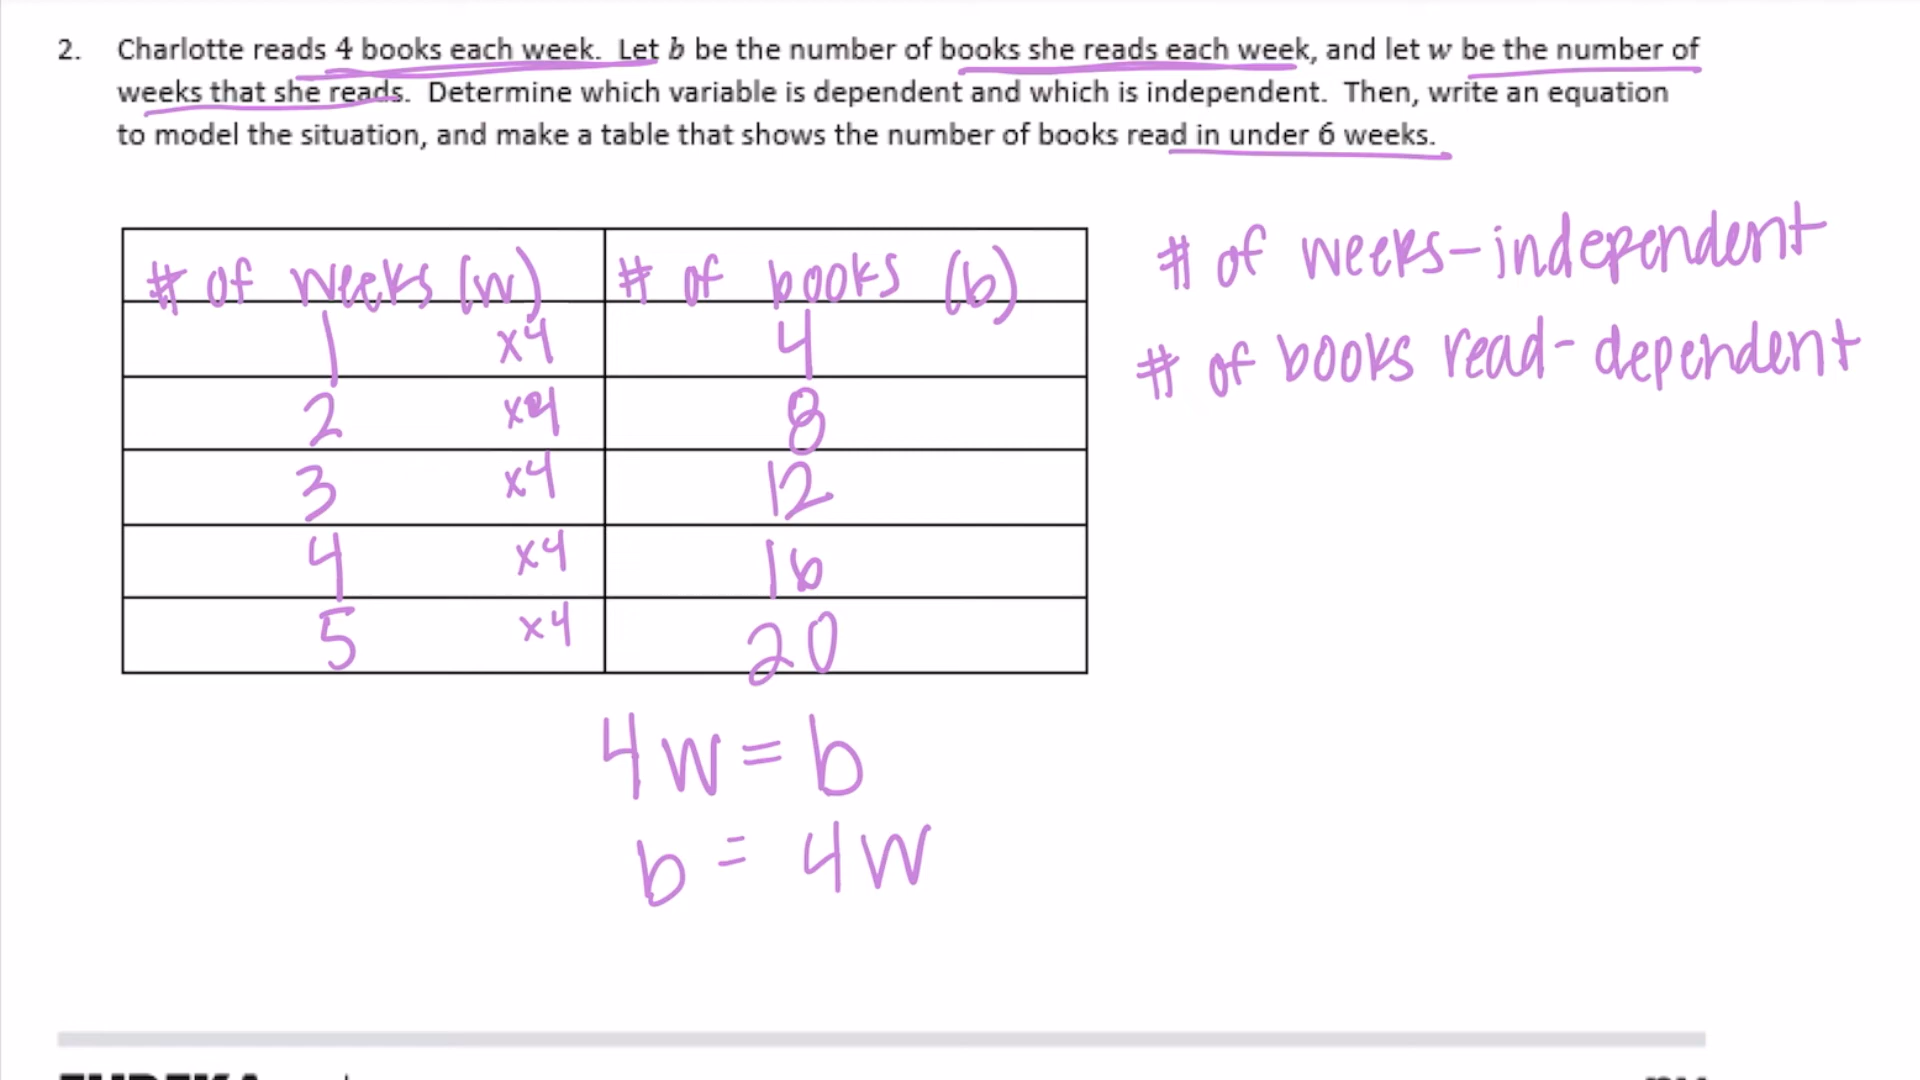 2. Charlotte reads 4 books each week. Let b be the number of books she reads each week, and let w be the number of
weeks that she reads. Determine which variable is dependent and which is independent. Then, write an equation
to model the situation, and make a table that shows the number of books read in under 6 weeks.
# of weeks-independent
# of books read-dependent
# of weeks (w) # of books (b)
1 x4 4
2 x4 8
3 x4 12
4 x4 16
5 x4 20
4w=b
b = 4w